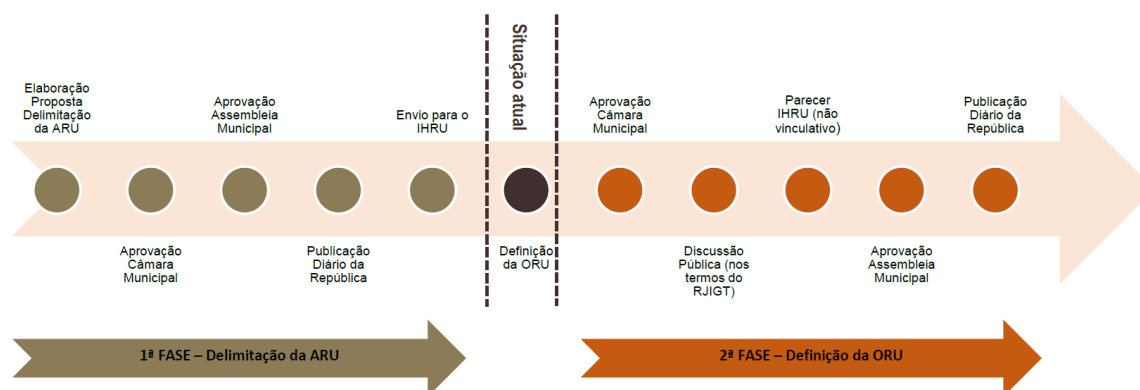 Situação atual
Elaboração
Proposta
Delimitação
da ARU
Aprovação
Câmara
Municipal
Aprovação
Assembleia
Municipal
Publicação
Diário da
República
Envio para o
IHRU
Definição
da ORU
Aprovação
Câmara
Municipal
Discussão
Pública (nos
termos do
RJIGT)
Parecer
IHRU (não
vinculativo)
Aprovação
Assembleia
Municipal
Publicação
Diário da
República
1ª FASE – Delimitação da ARU
2ª FASE – Definição da ORU